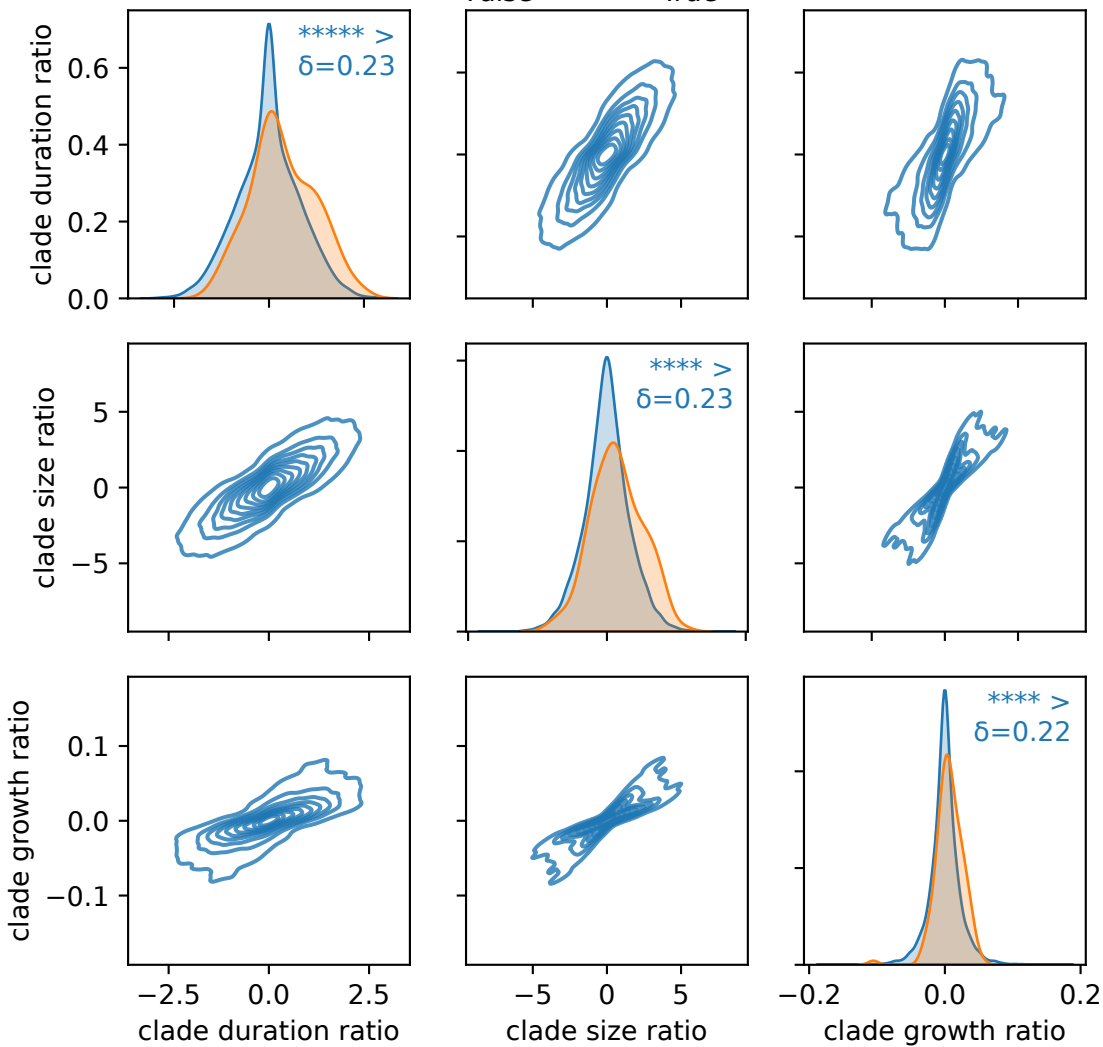 clade duration ratio
0.6
0.4
0.2
0.0
***** >
δ=0.23
clade size ratio
5
0
−5
**** >
δ=0.23
clade growth ratio
0.1
0.0
−0.1
**** >
δ=0.22
−2.5 0.0 2.5
−5 0 5
−0.2 0.0 0.2
clade duration ratio
clade size ratio
clade growth ratio